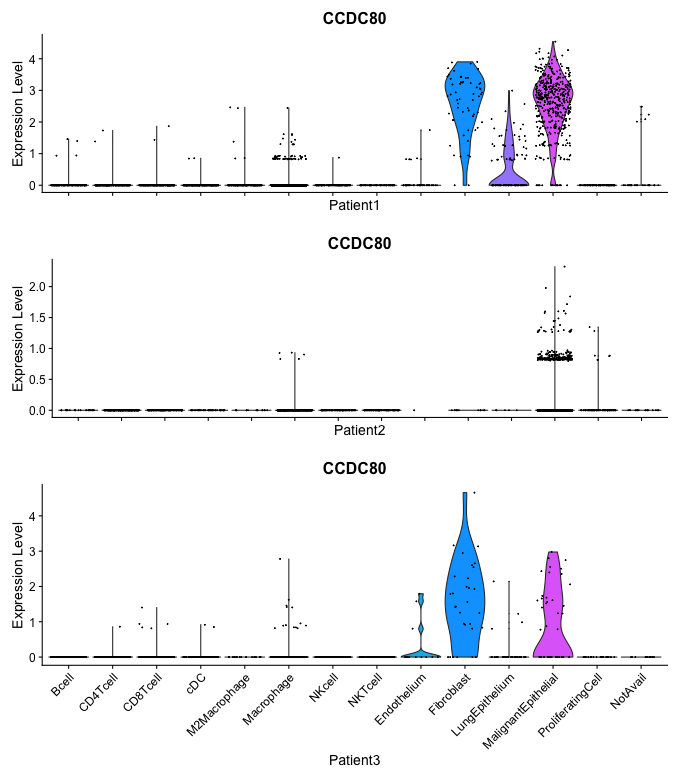 CCDC80
Expression Level
4
3
2
1
0
Patient1
CCDC80
Expression Level
2.0
1.5
1.0
0.5
0.0
Patient2
CCDC80
Expression Level
4
3
2
1
0
Bcell
CD4Tcell
CD8Tcell
cDC
M2Macrophage
Macrophage
NKcell
NKTcell
Endothelium
Fibroblast
LungEpithelium
MalignantEpithelial
ProliferatingCell
NotAvail
Patient3